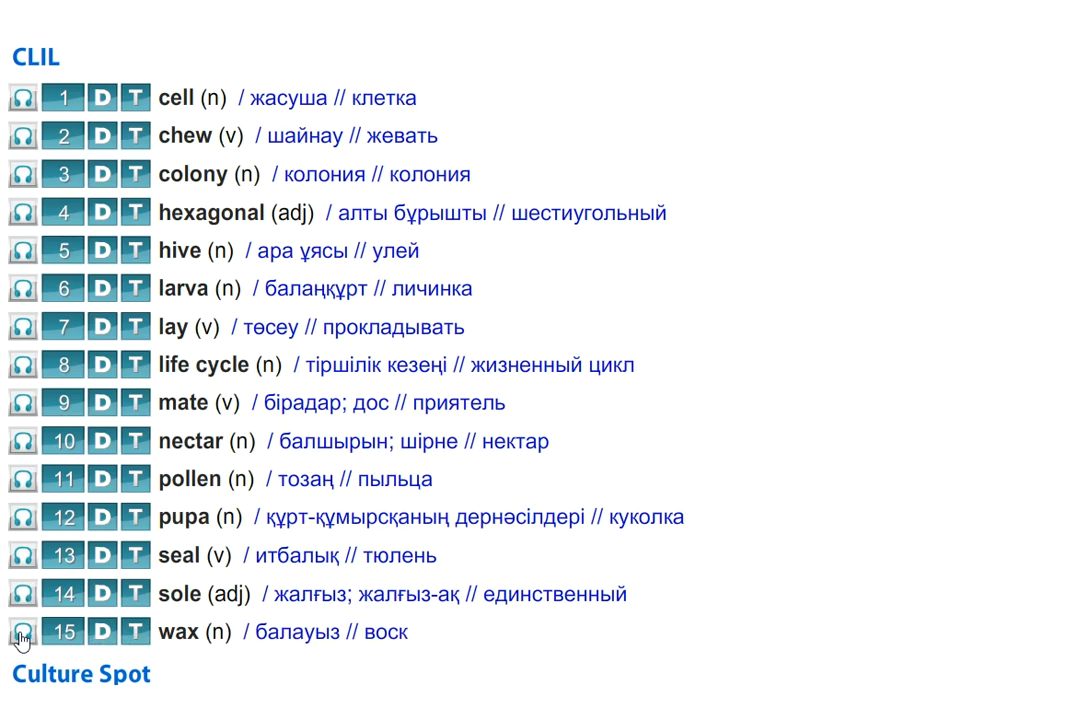 CLIL
1 D T cell (n) / жасуша // клетка
2 D T chew (v) / шайнау // жевать
3 D T colony (n) / колония // колония
4 D T hexagonal (adj) / алты бұрышты // шестиугольный
5 D T hive (n) / ара ұясы // улей
6 D T larva (n) / балаңқұрт // личинка
7 D T lay (v) / төсеу // прокладывать
8 D T life cycle (n) / тіршілік кезеңі // жизненный цикл
9 D T mate (v) / бірадар; дос // приятель
10 D T nectar (n) / балшырын; шірне // нектар
11 D T pollen (n) / тозаң // пыльца
12 D T pupa (n) / құрт-құмырсқаның дернәсілдері // куколка
13 D T seal (v) / итбалық // тюлень
14 D T sole (adj) / жалғыз; жалғыз-ақ // единственный
15 D T wax (n) / балауыз // воск
Culture Spot